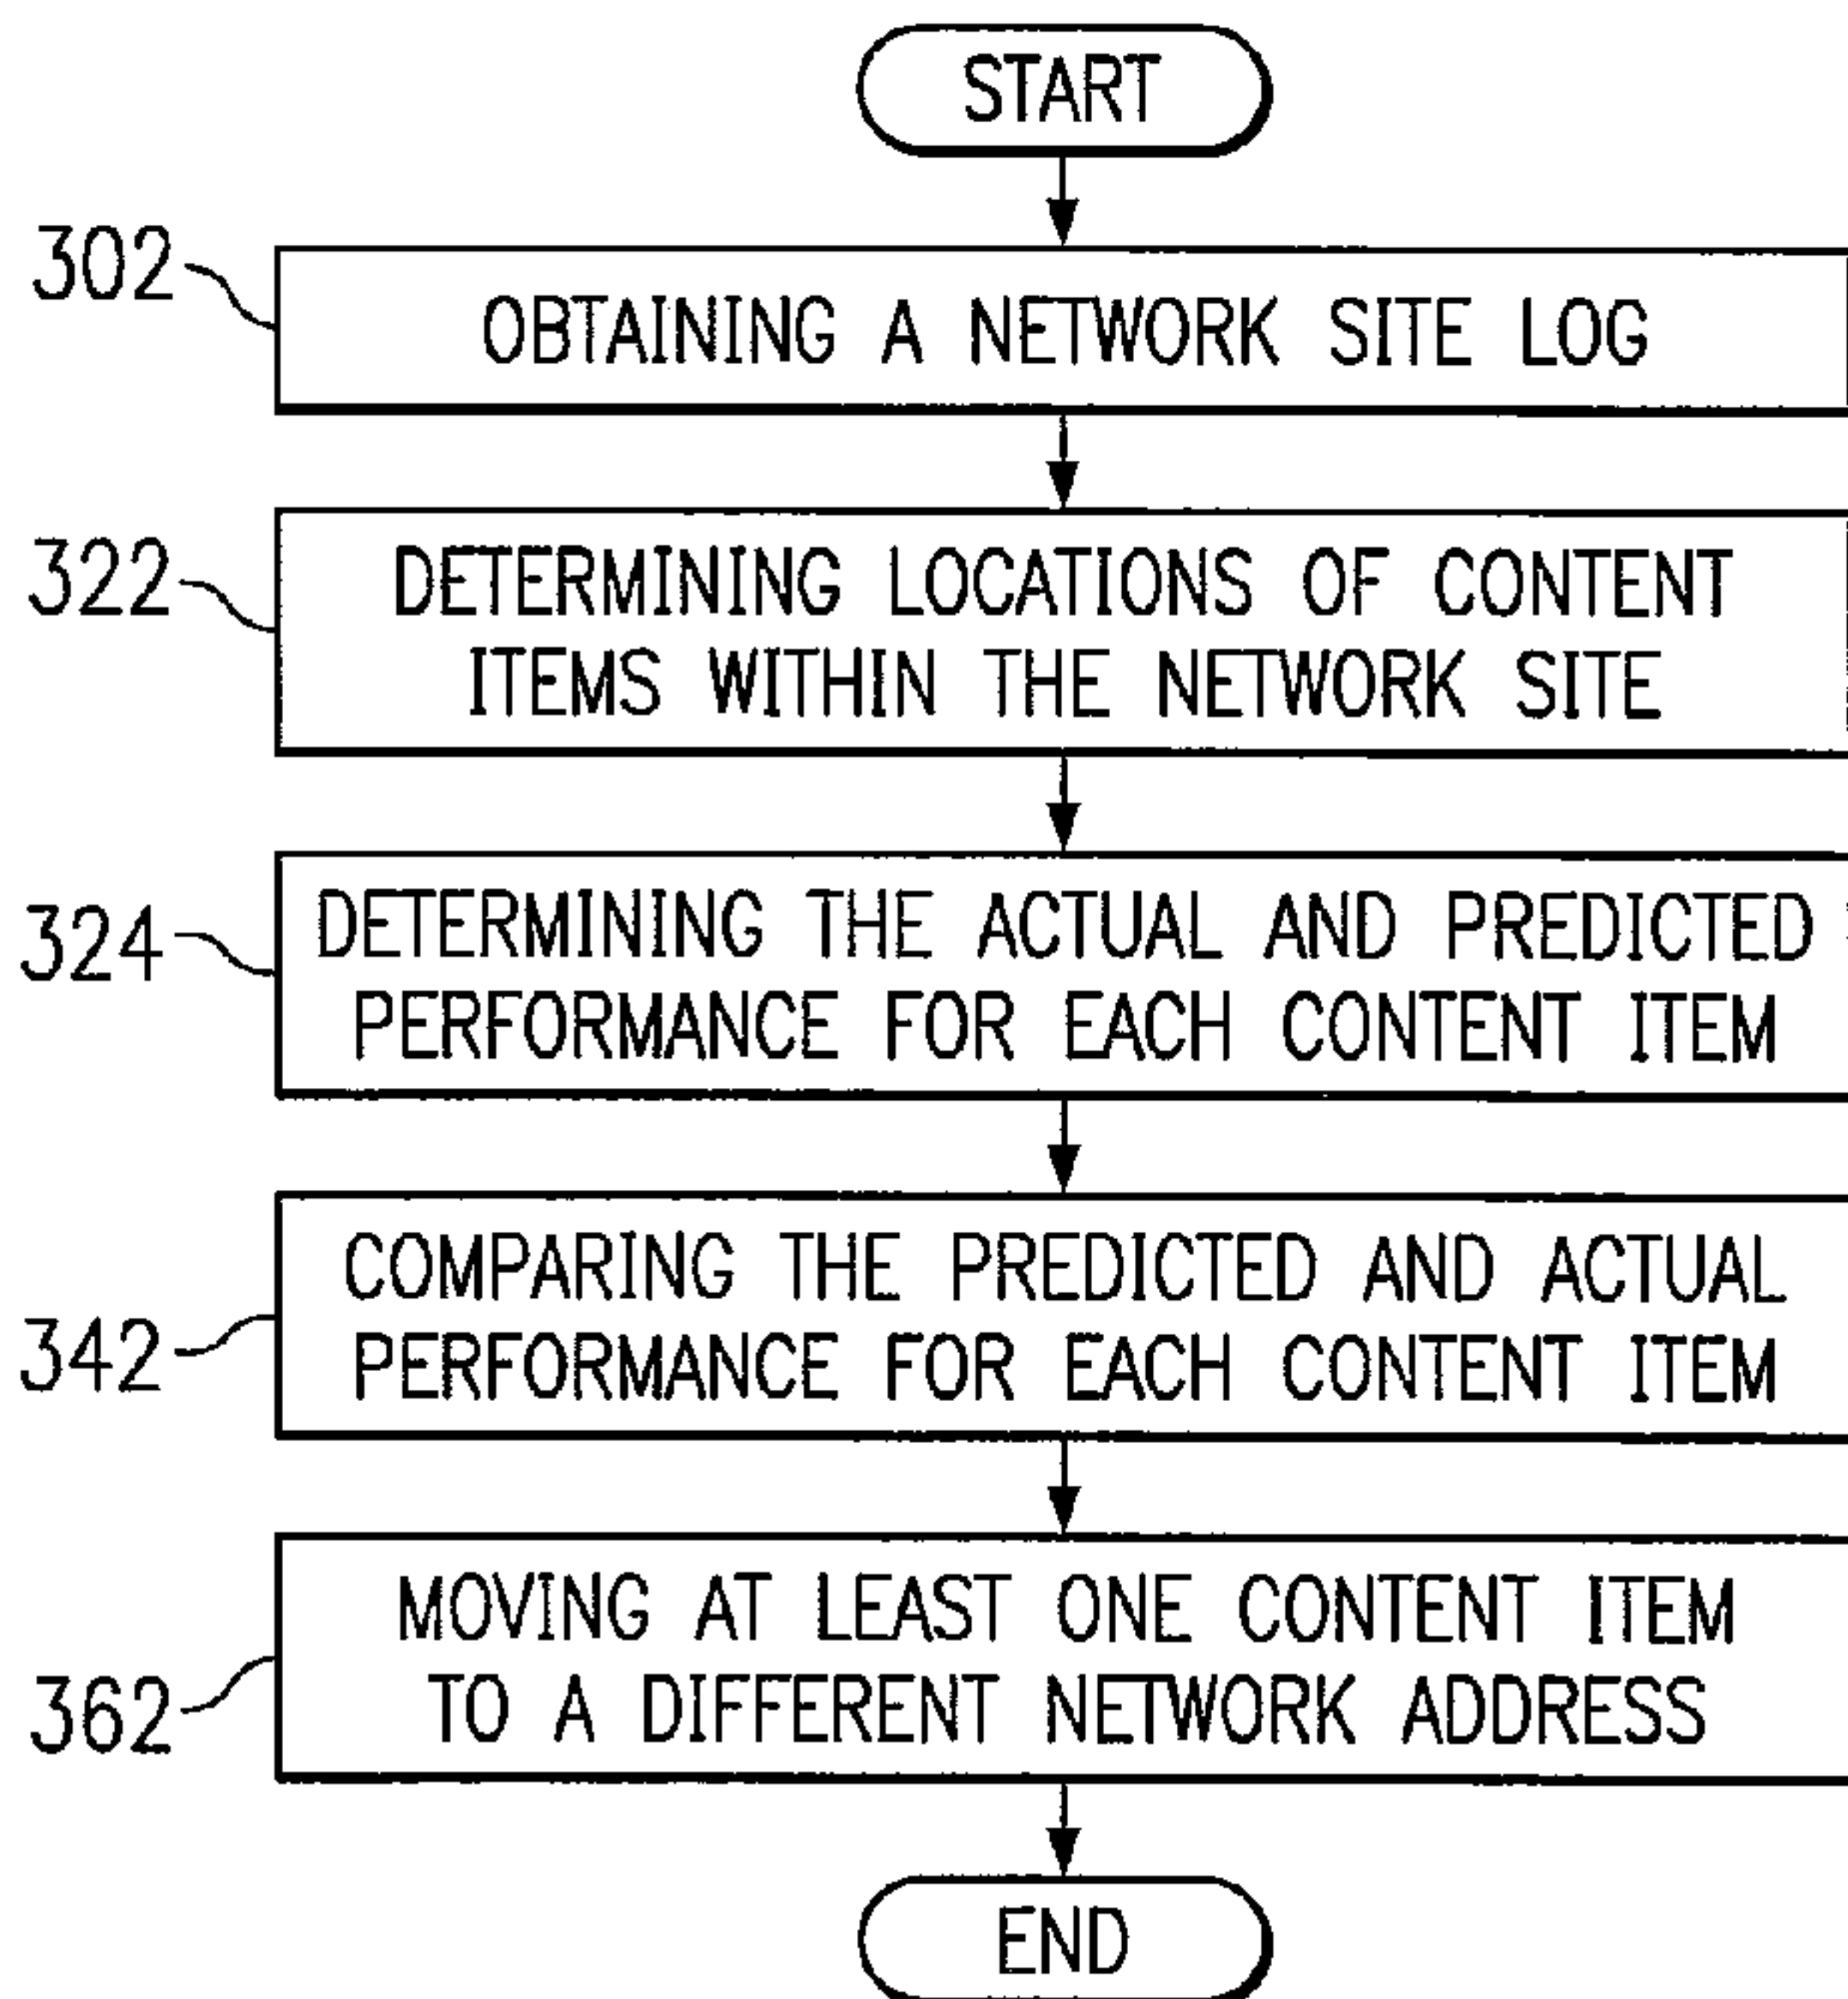 START
302
OBTAINING A NETWORK SITE LOG
322
DETERMINING LOCATIONS OF CONTENT
ITEMS WITHIN THE NETWORK SITE
324
DETERMINING THE ACTUAL AND PREDICTED
PERFORMANCE FOR EACH CONTENT ITEM
342
COMPARING THE PREDICTED AND ACTUAL
PERFORMANCE FOR EACH CONTENT ITEM
362
MOVING AT LEAST ONE CONTENT ITEM
TO A DIFFERENT NETWORK ADDRESS
END